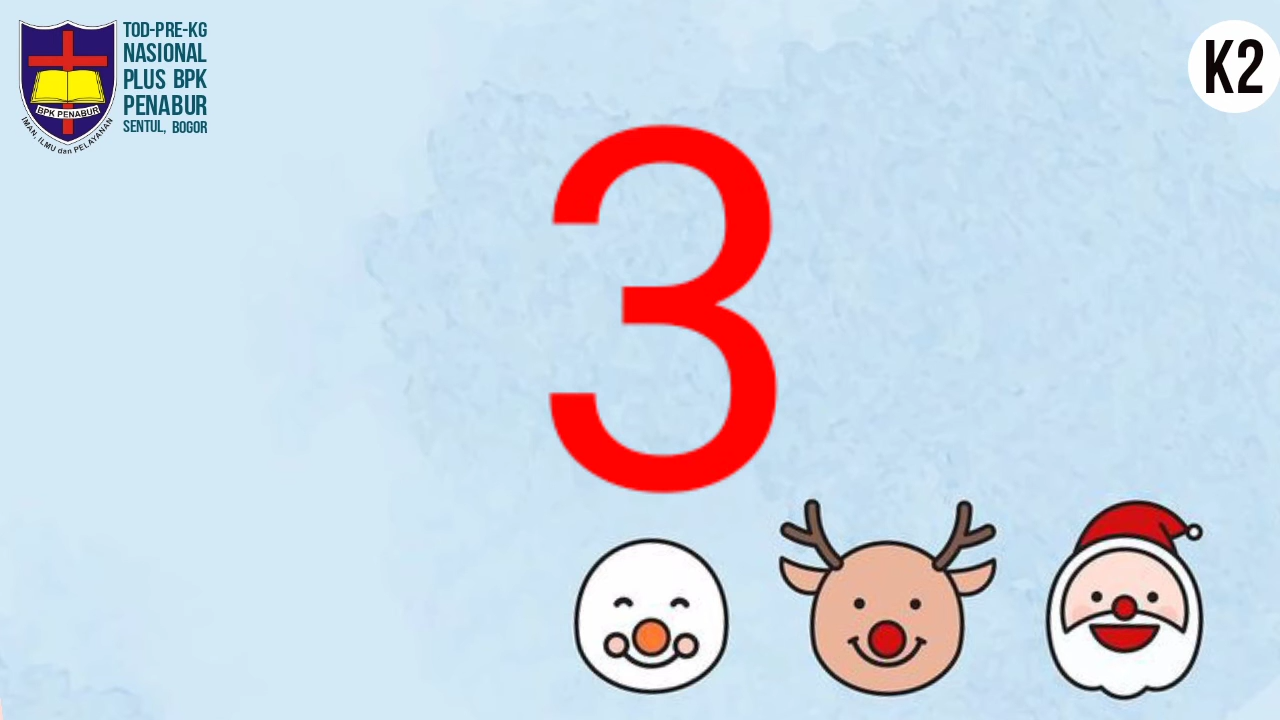 TOD-PRE-KG
NASIONAL
PLUS BPK
PENABUR
SENTUL, BOGOR
BPK PENABUR
IMAN, ILMU dan PELAYANAN
K2
3